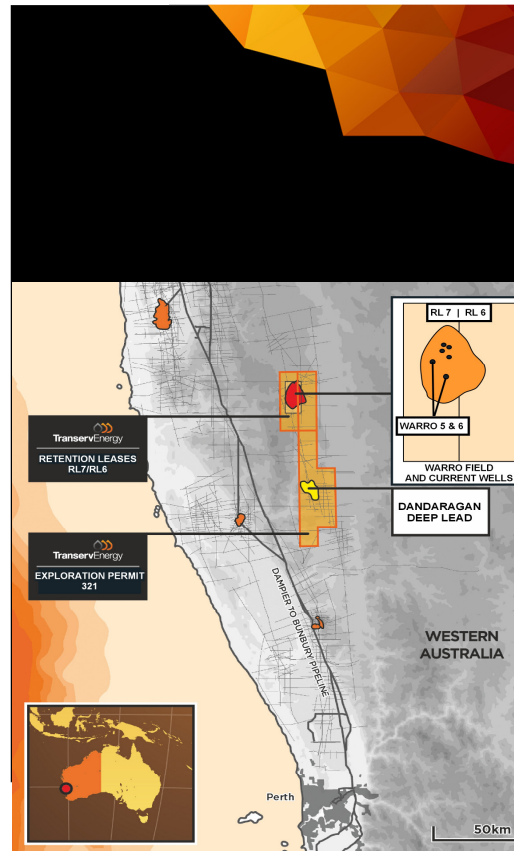 RL 7 | RL 6
WARRO 5 & 6
WARRO FIELD
AND CURRENT WELLS
TranservEnergy
RETENTION LEASES
RL7/RL6
DANDARAGAN
DEEP LEAD
TranservEnergy
EXPLORATION PERMIT
321
DAMPIER TO BUNBURY PIPELINE
WESTERN
AUSTRALIA
Perth
50km